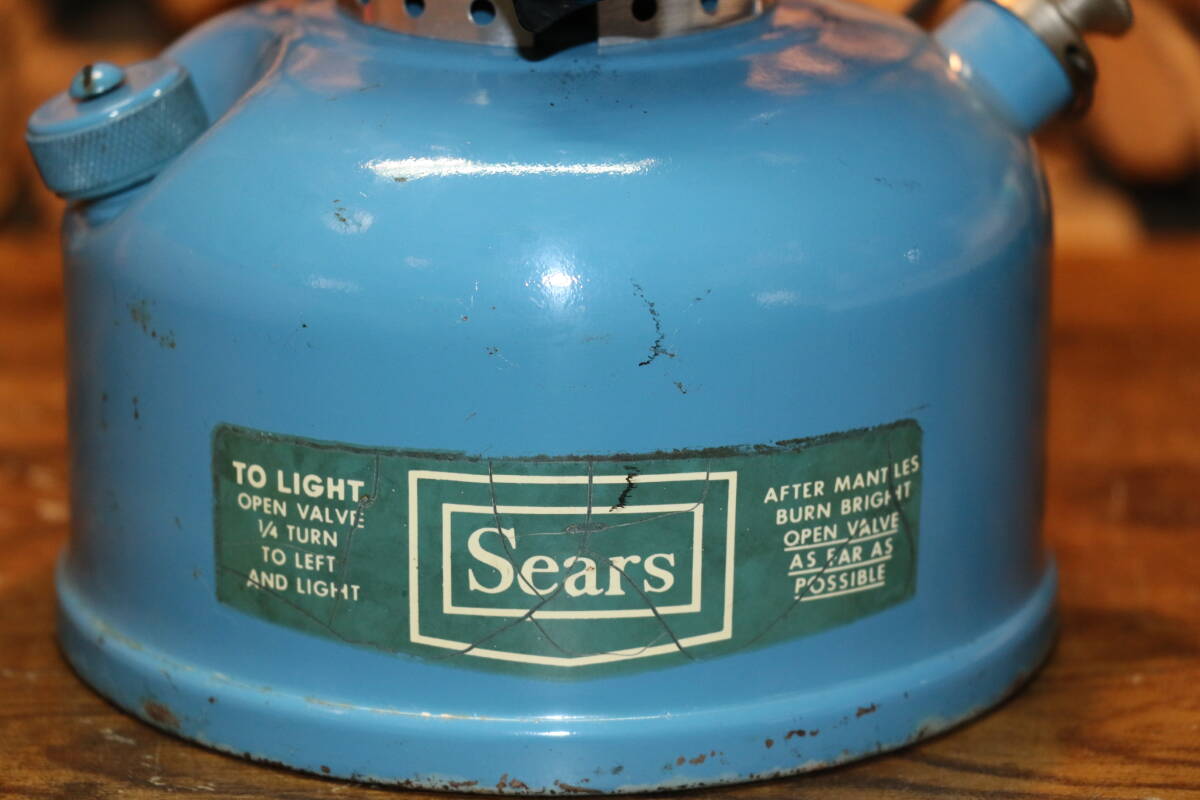 TO LIGHT
OPEN VALVE
1/4 TURN
TO LEFT
AND LIGHT
Sears
AFTER MANTLES
BURN BRIGHT
OPEN VALVE
AS FAR AS
POSSIBLE